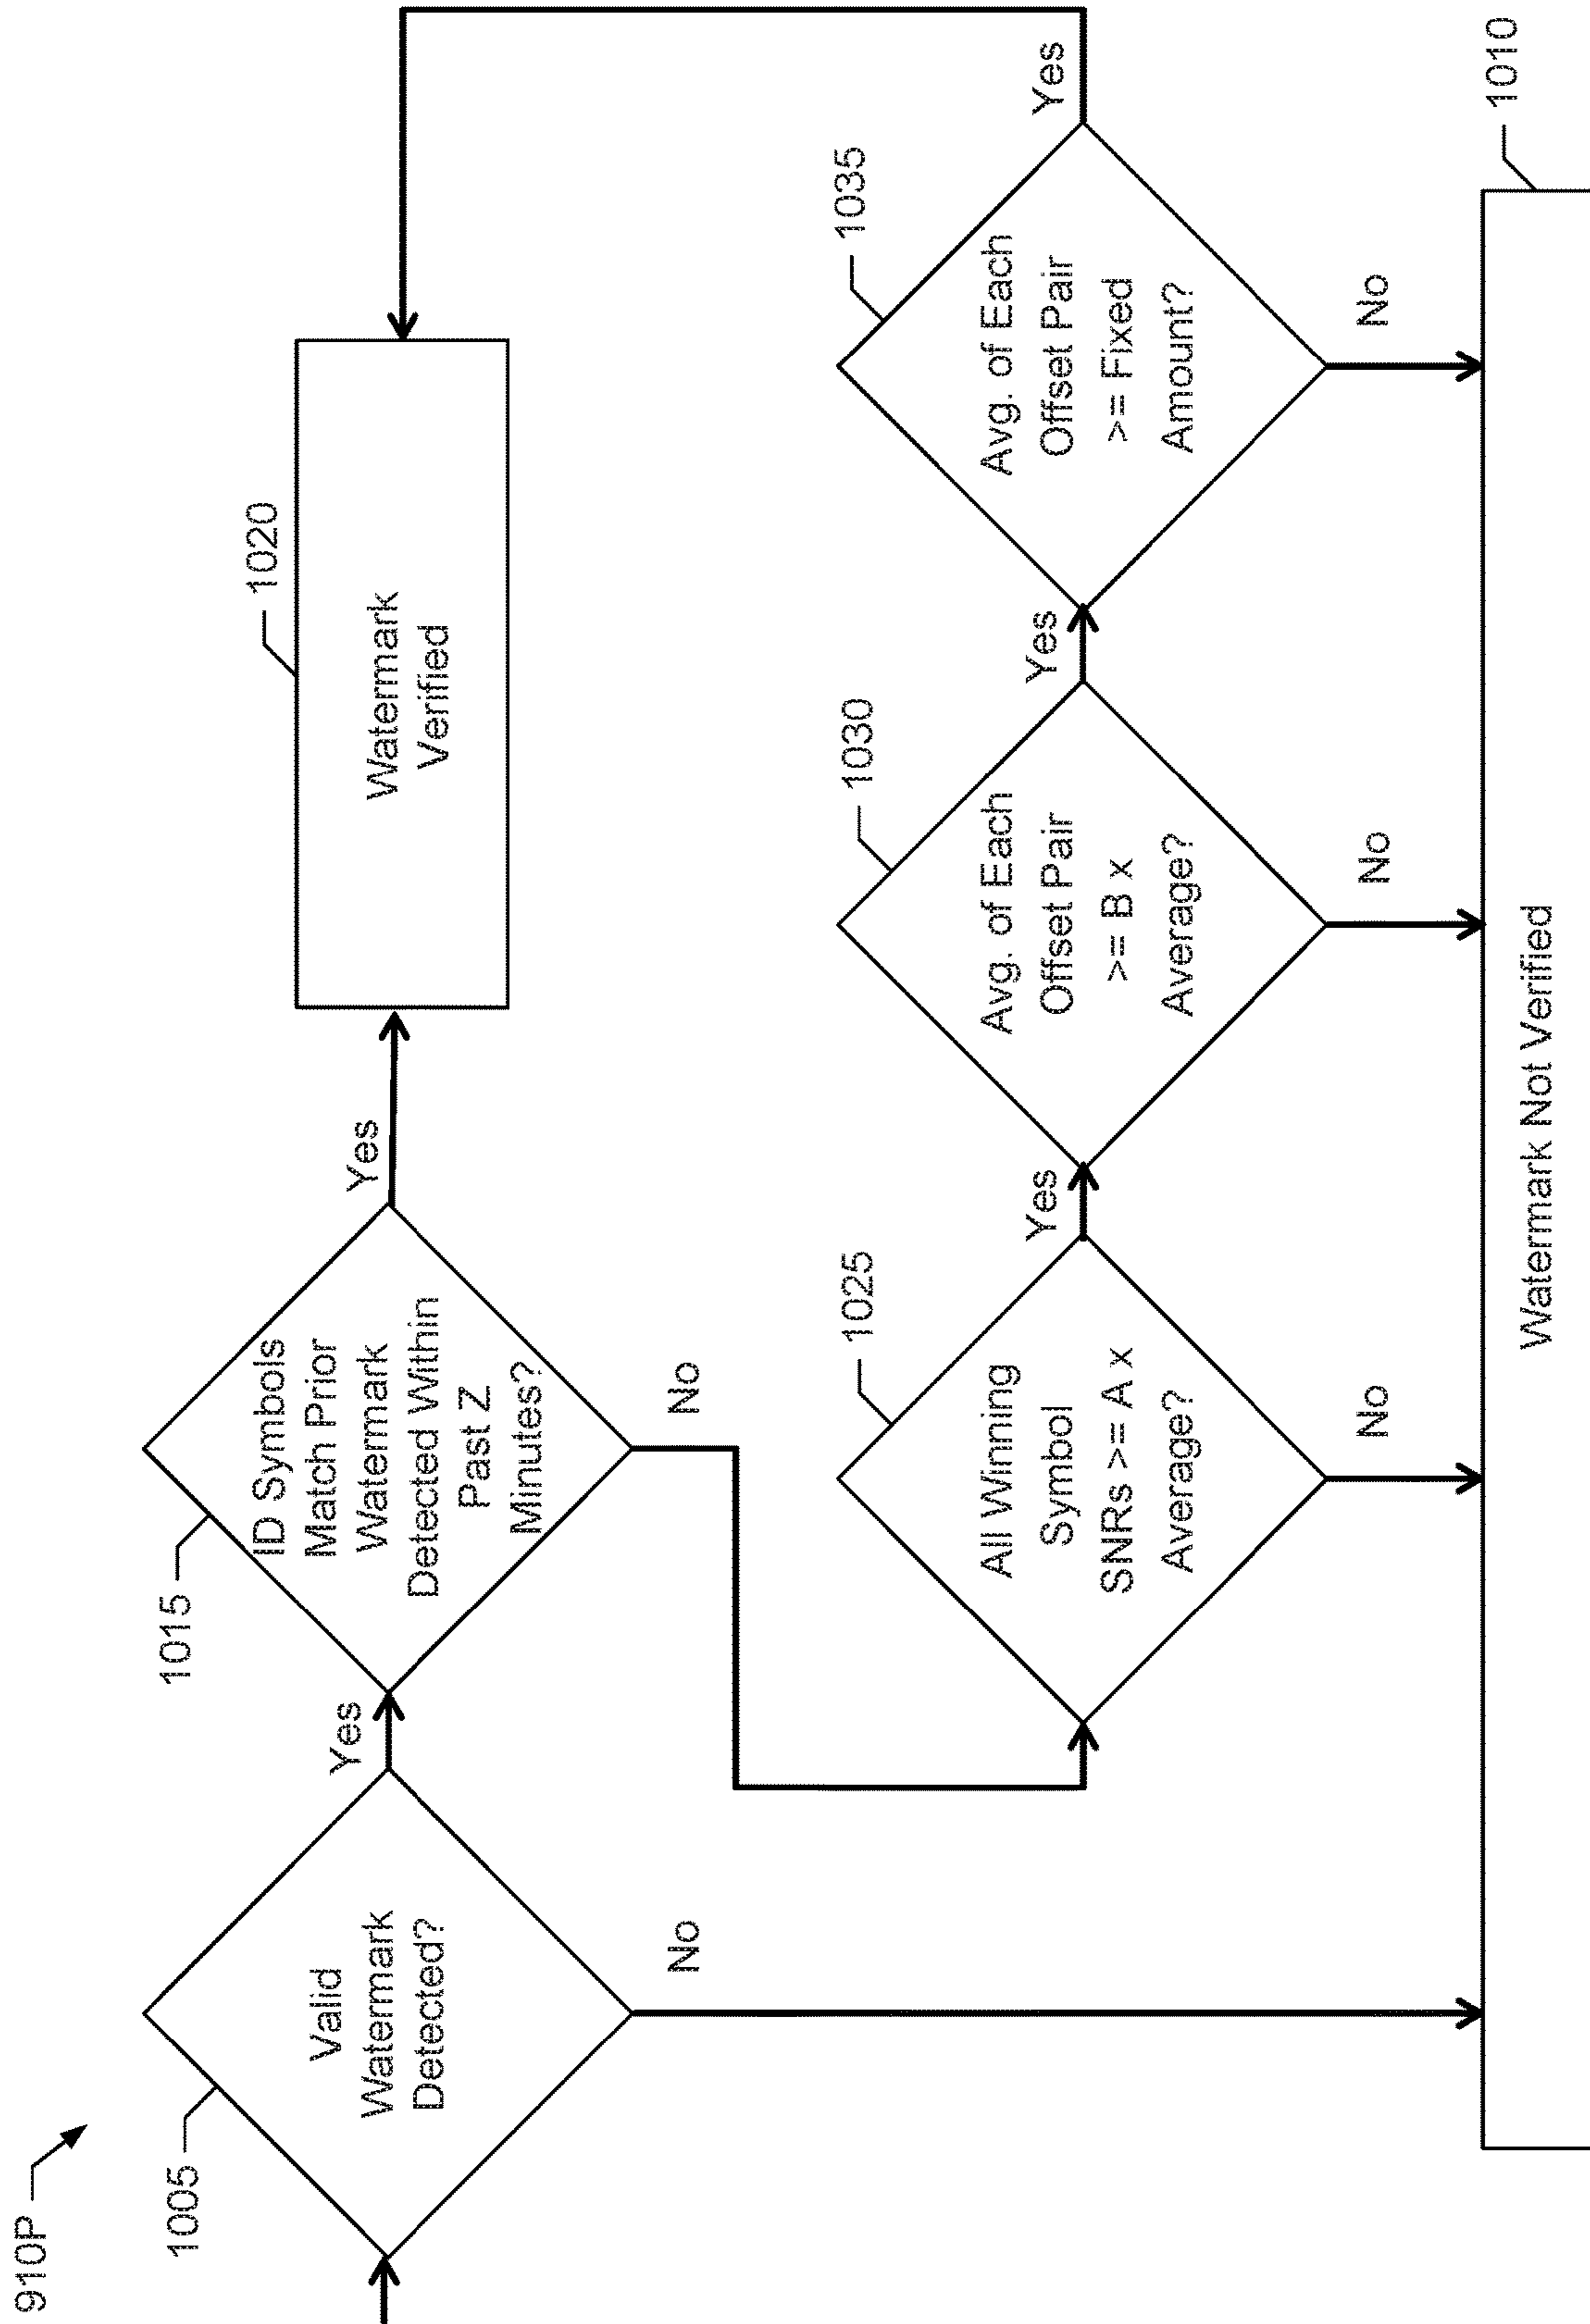 910P
1005
Valid
Watermark
Detected?
Yes
No
1015
ID Symbols
Match Prior
Watermark
Detected Within
Past Z
Minutes?
Yes
No
1020
Watermark
Verified
1025
All Winning
Symbol
SNRs >= A x
Average?
Yes
No
1030
Avg. of Each
Offset Pair
>= B x
Average?
Yes
No
1035
Avg. of Each
Offset Pair
>= Fixed
Amount?
Yes
No
1010
Watermark Not Verified